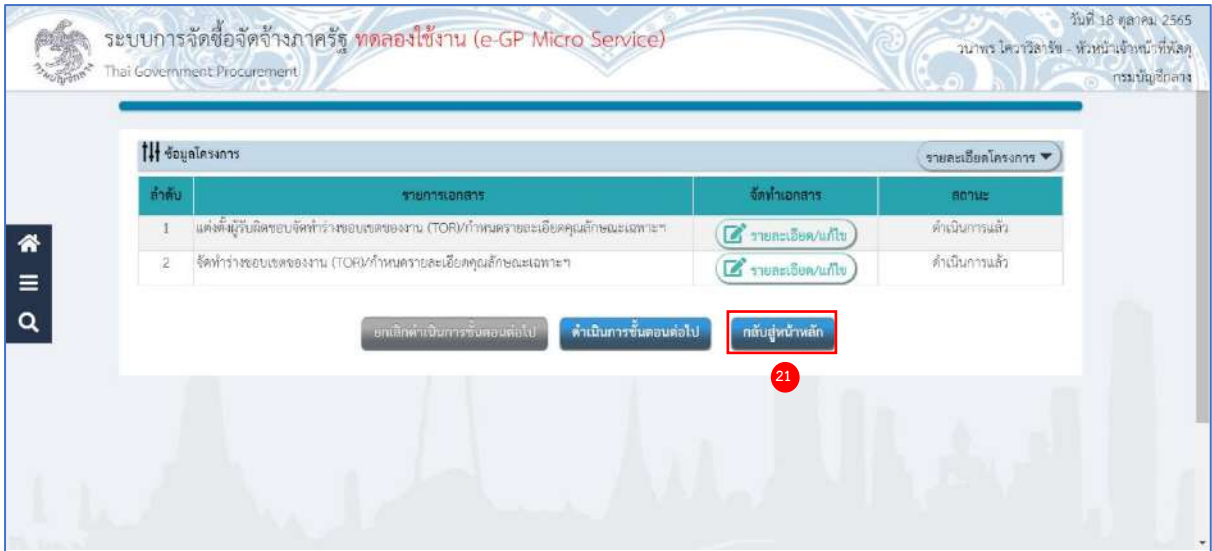 ระบบการจัดซื้อจัดจ้างภาครัฐ ทดลองใช้งาน (e-GP Micro Service)
Thai Government Procurement
วันที่ 18 ตุลาคม 2565
หัวหน้าเจ้าหน้าที่พัสดุ
กรมบัญชีกลาง
ข้อมูลโครงการ
รายละเอียดโครงการ
ลำดับ รายการเอกสาร จัดทำเอกสาร สถานะ
1 แต่งตั้งผู้รับผิดชอบจัดทำร่างขอบเขตของงาน (TOR)/กำหนดรายละเอียดคุณลักษณะเฉพาะฯ รายละเอียด/แก้ไข ดำเนินการแล้ว
2 จัดทำร่างขอบเขตของงาน (TOR)/กำหนดรายละเอียดคุณลักษณะเฉพาะฯ รายละเอียด/แก้ไข ดำเนินการแล้ว
ยกเลิกดำเนินการขั้นตอนต่อไป ดำเนินการขั้นตอนต่อไป กลับสู่หน้าหลัก
21